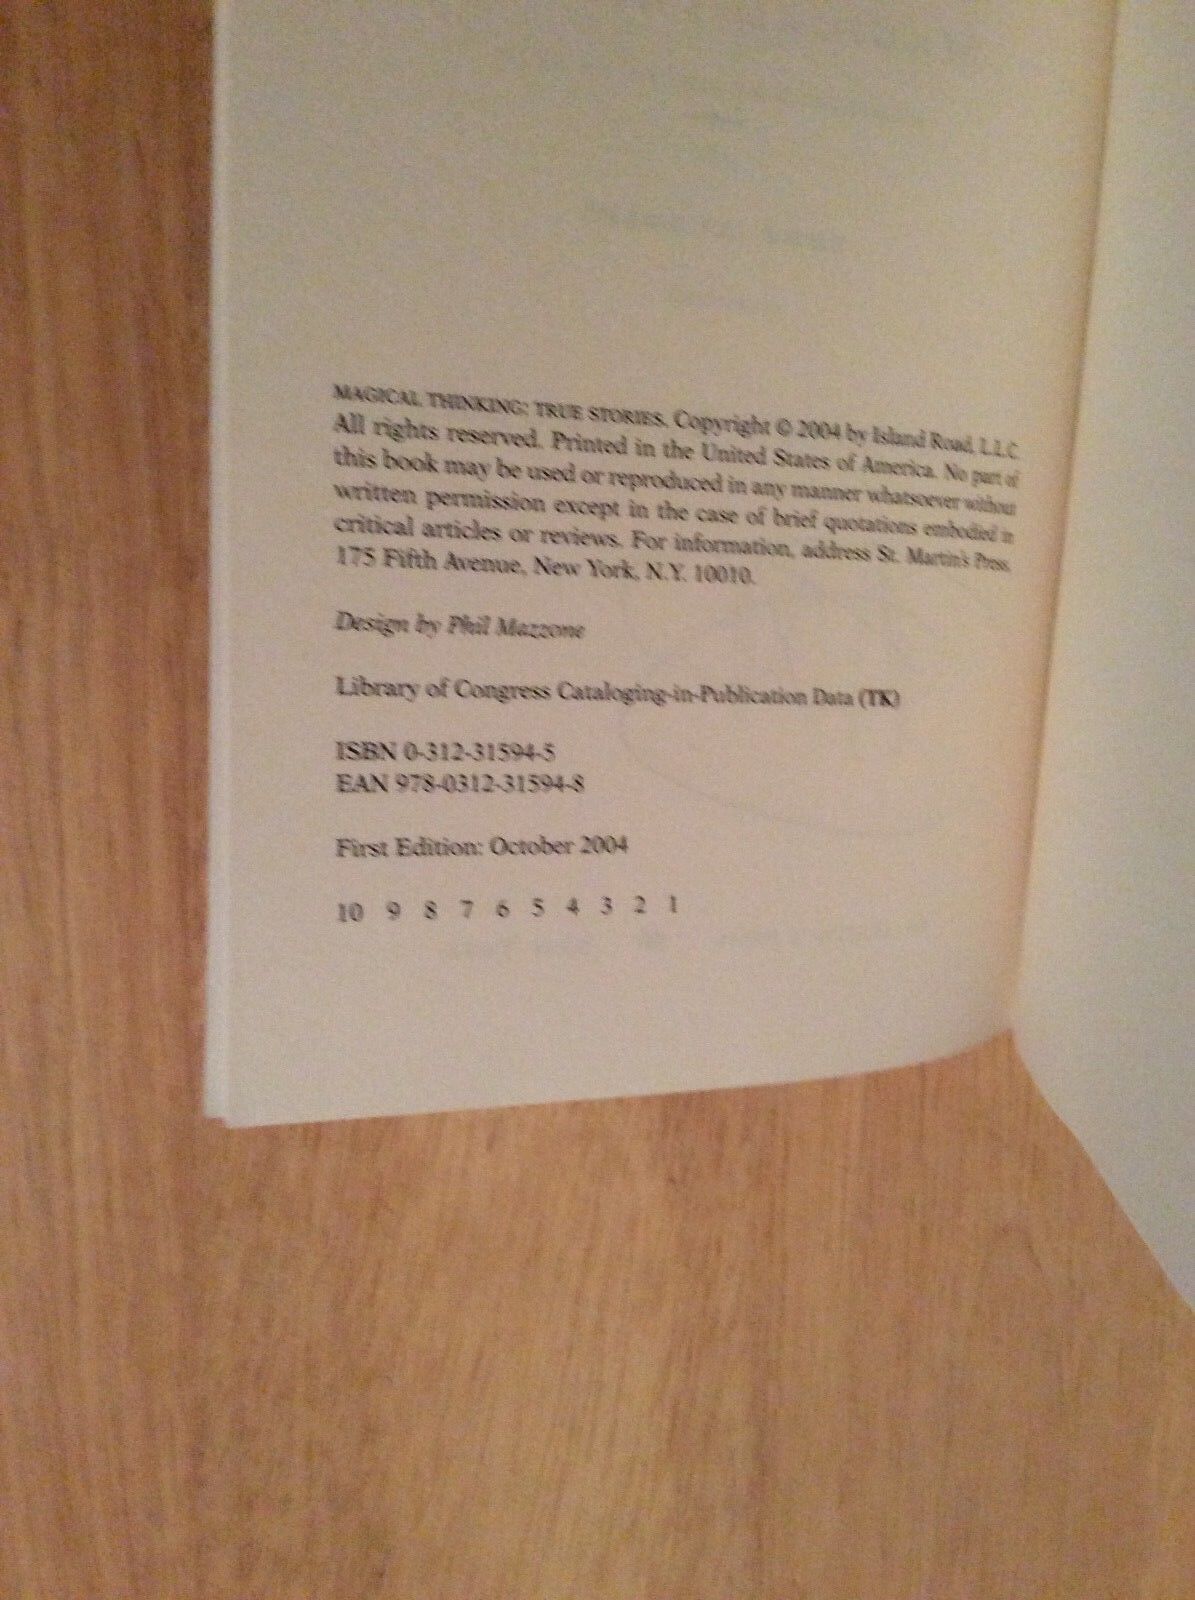 MAGICAL THINKING: TRUE STORIES. Copyright © 2004 by Island Road, L.L.C.
All rights reserved. Printed in the United States of America. No part of
this book may be used or reproduced in any manner whatsoever without
written permission except in the case of brief quotations embodied in
critical articles or reviews. For information, address St. Martin's Press,
175 Fifth Avenue, New York, N.Y. 10010.
Design by Phil Mazzone
Library of Congress Cataloging-in-Publication Data (TK)
ISBN 0-312-31594-5
EAN 978-0312-31594-8
First Edition: October 2004
10 9 8 7 6 5 4 3 2 1